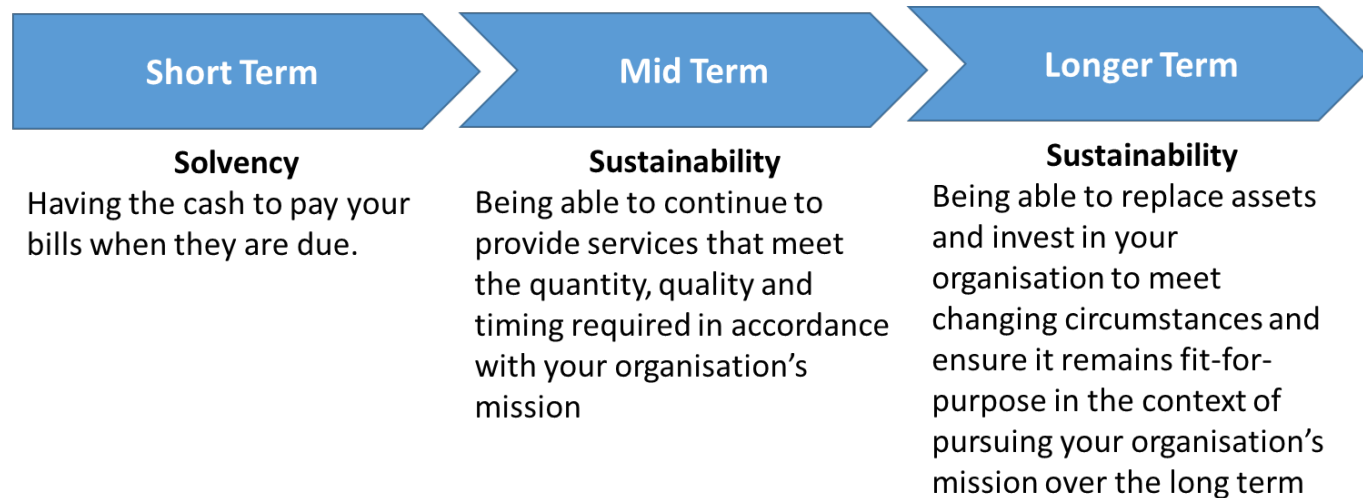 Short Term
Solvency
Having the cash to pay your
bills when they are due.
Mid Term
Sustainability
Being able to continue to
provide services that meet
the quantity, quality and
timing required in accordance
with your organisation’s
mission
Longer Term
Sustainability
Being able to replace assets
and invest in your
organisation to meet
changing circumstances and
ensure it remains fit-for-
purpose in the context of
pursuing your organisation’s
mission over the long term